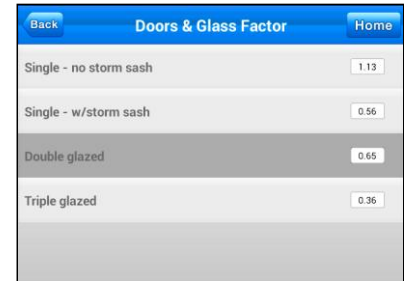 Back Doors & Glass Factor Home
Single - no storm sash 1.13
Single - w/storm sash 0.56
Double glazed 0.65
Triple glazed 0.36